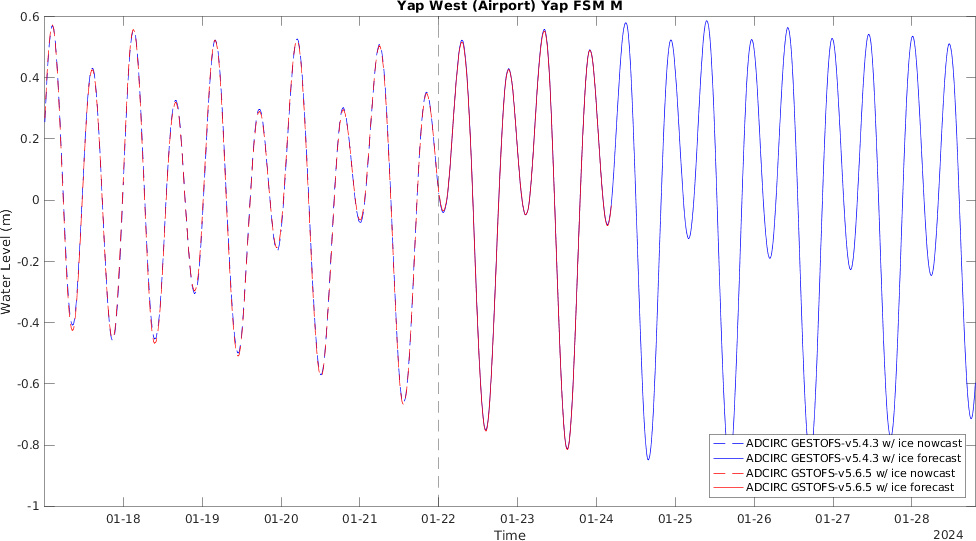 Yap West (Airport) Yap FSM M
Water Level (m)
0.6
0.4
0.2
0
-0.2
-0.4
-0.6
-0.8
-1
ADCIRC GESTOFS-v5.4.3 w/ ice nowcast
ADCIRC GESTOFS-v5.4.3 w/ ice forecast
ADCIRC GSTOFS-v5.6.5 w/ ice nowcast
ADCIRC GSTOFS-v5.6.5 w/ ice forecast
01-18 01-19 01-20 01-21 01-22 01-23 01-24 01-25 01-26 01-27 01-28
Time
2024